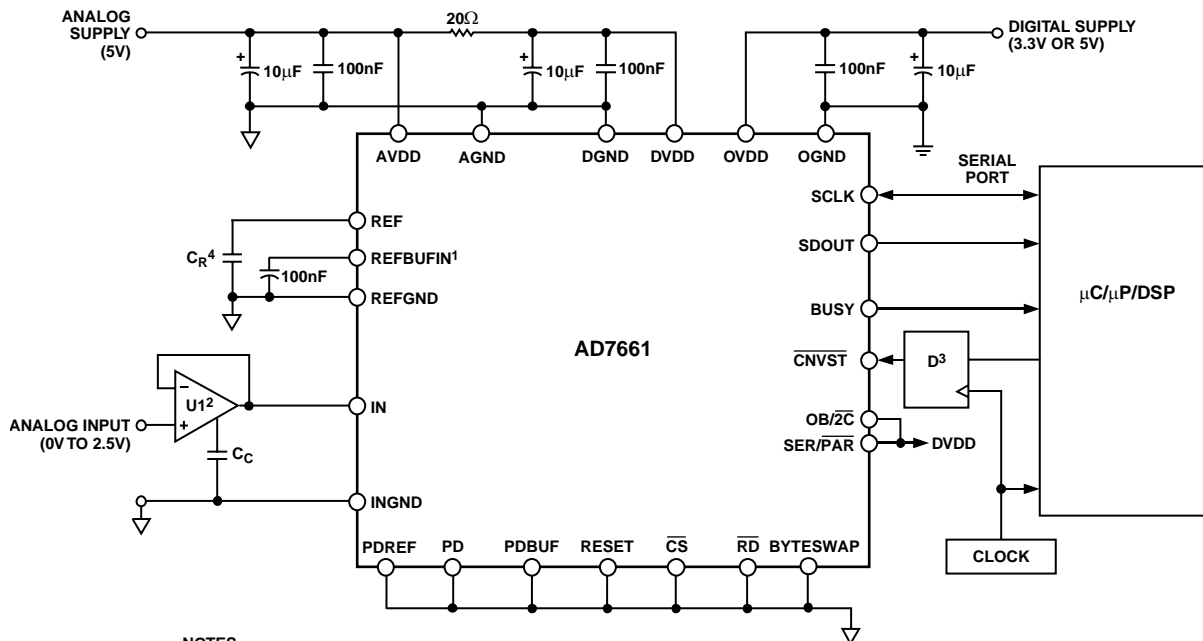 ANALOG
SUPPLY
(5V)
20Ω
DIGITAL SUPPLY
(3.3V OR 5V)
+
10μF
100nF
+
10μF
100nF
100nF
+
10μF
AVDD
AGND
DGND
DVDD
OVDD
OGND
SERIAL
PORT
SCLK
REF
SDOUT
CR4
REFBUFIN1
100nF
REFGND
BUSY
μC/μP/DSP
AD7661
CNVST
D3
−
U12
+
IN
ANALOG INPUT
(0V TO 2.5V)
OB/2C
SER/PAR
DVDD
CC
INGND
PDREF
PD
PDBUF
RESET
CS
RD
BYTESWAP
CLOCK
NOTES